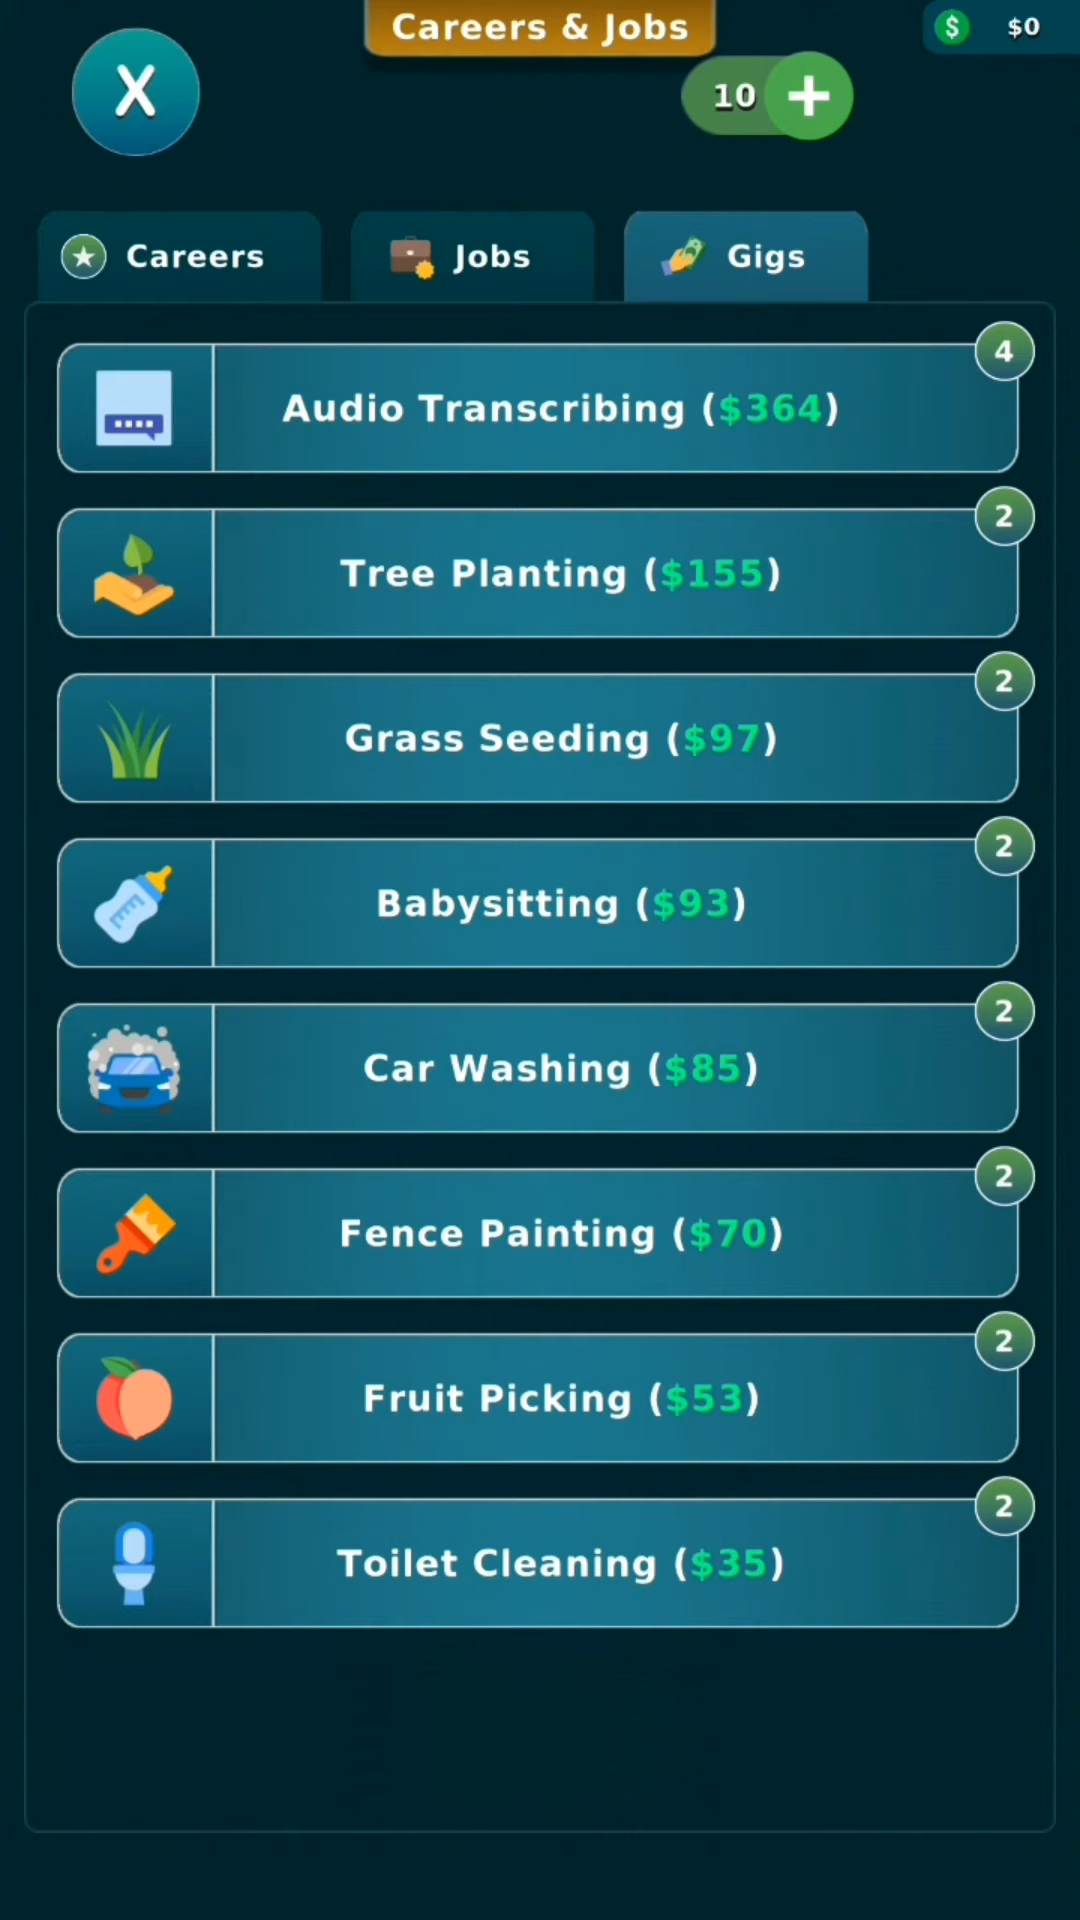 Careers & Jobs
$ $0
X
10 +
Careers
Jobs
Gigs
4
Audio Transcribing ($364)
2
Tree Planting ($155)
2
Grass Seeding ($97)
2
Babysitting ($93)
2
Car Washing ($85)
2
Fence Painting ($70)
2
Fruit Picking ($53)
2
Toilet Cleaning ($35)